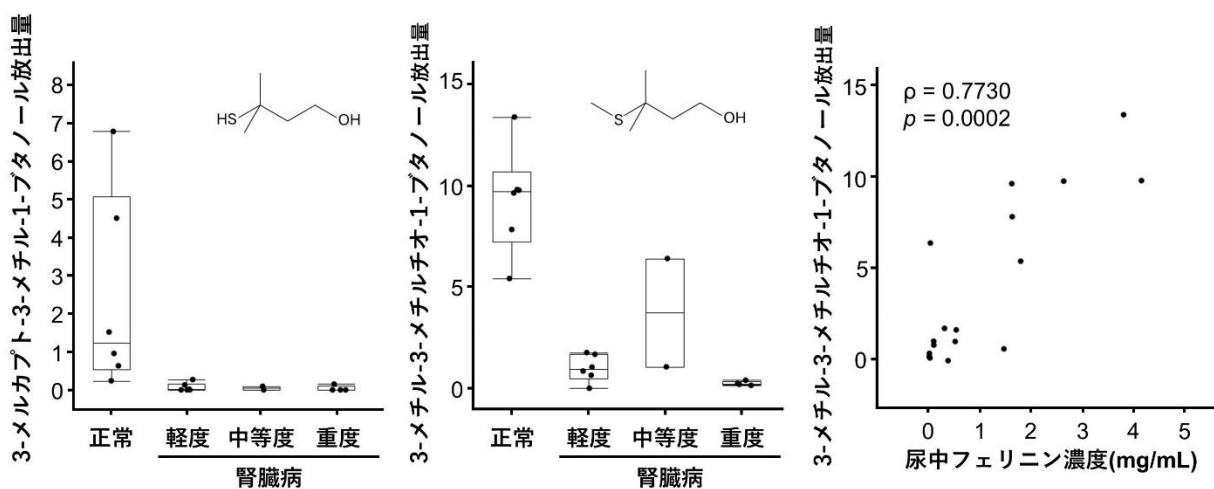 3-メルカプト-3-メチル-1-ブタノール放出量
8
7
6
5
4
3
2
1
0
HS
OH
正常
軽度
中等度
重度
腎臓病
3-メチル-3-メチルチオ-1-ブタノール放出量
15
10
5
0
S
OH
正常
軽度
中等度
重度
腎臓病
3-メチル-3-メチルチオ-1-ブタノール放出量
15
10
5
0
ρ = 0.7730
p = 0.0002
0 1 2 3 4 5
尿中フェリニン濃度(mg/mL)